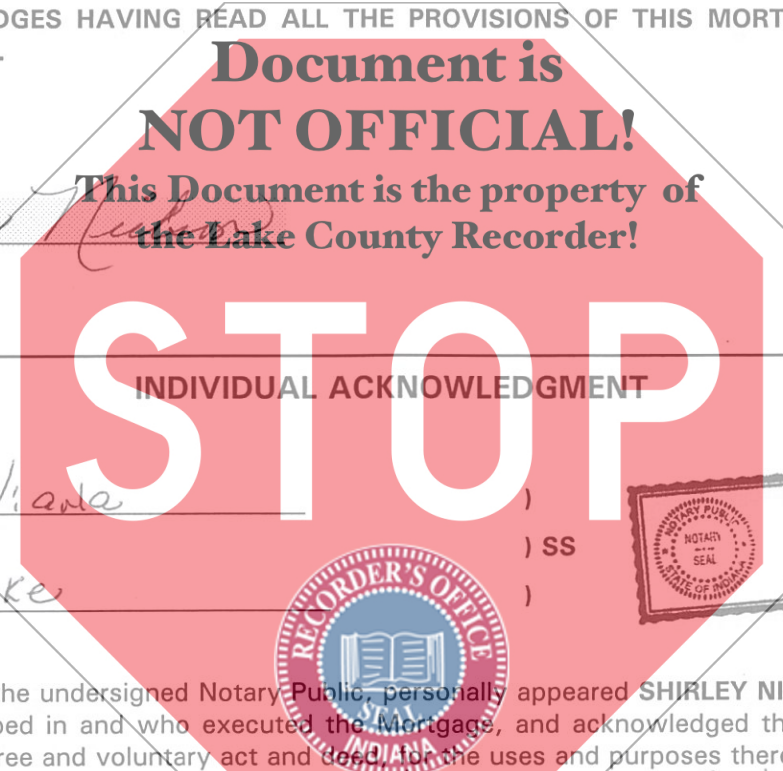 DGES HAVING READ ALL THE PROVISIONS OF THIS MORT
Document is
NOT OFFICIAL!
This Document is the property of
the Lake County Recorder!
STOP
INDIVIDUAL ACKNOWLEDGMENT
diana
)
) SS
)
ke
NOTARY PUBLIC
NOTARY
SEAL
STATE OF INDIANA
RECORDER'S OFFICE
SEAL
INDIANA
he undersigned Notary Public, personally appeared SHIRLEY NI
bed in and who executed the Mortgage, and acknowledged th
ree and voluntary act and deed, for the uses and purposes ther